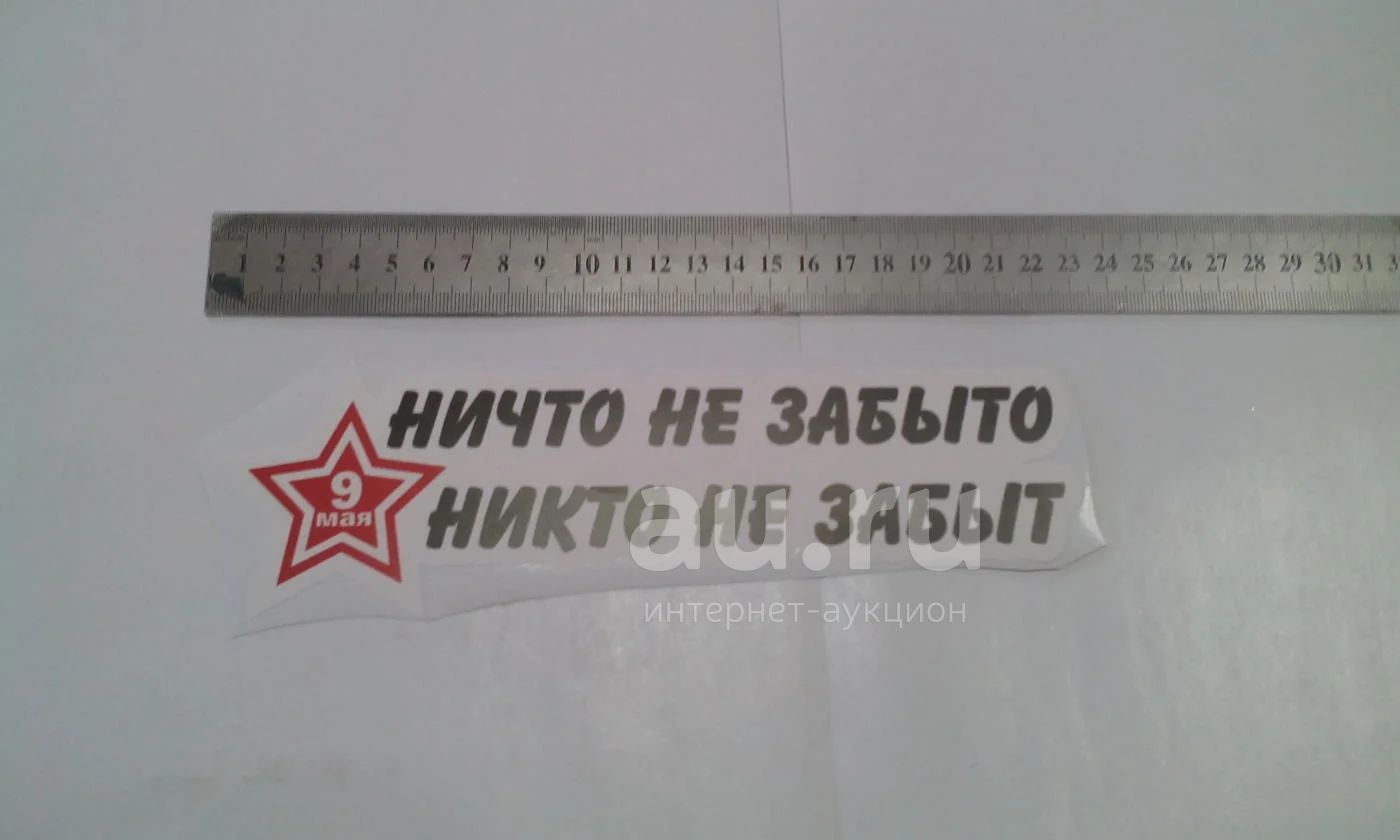 1 2 3 4 5 6 7 8 9 10 11 12 13 14 15 16 17 18 19 20 21 22 23 24 25 26 27 28 29 30 31
НИЧТО НЕ ЗАБЫТО
9
мая
НИКТО НЕ ЗАБЫТ
au.ru
интернет-аукцион